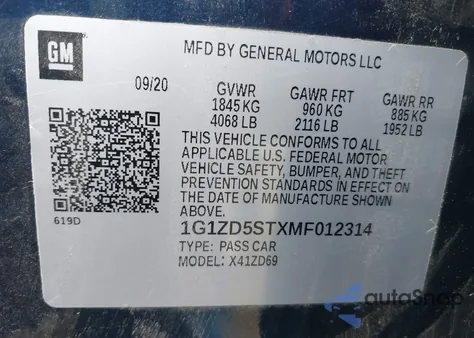 GM
MFD BY GENERAL MOTORS LLC
09/20 GVWR GAWR FRT GAWR RR
1845 KG 960 KG 885 KG
4068 LB 2116 LB 1952 LB
THIS VEHICLE CONFORMS TO ALL
APPLICABLE U.S. FEDERAL MOTOR
VEHICLE SAFETY, BUMPER, AND THEFT
PREVENTION STANDARDS IN EFFECT ON
THE DATE OF MANUFACTURE SHOWN
ABOVE.
619D
1G1ZD5STXMF012314
TYPE: PASS CAR
MODEL: X41ZD69
autoSnap